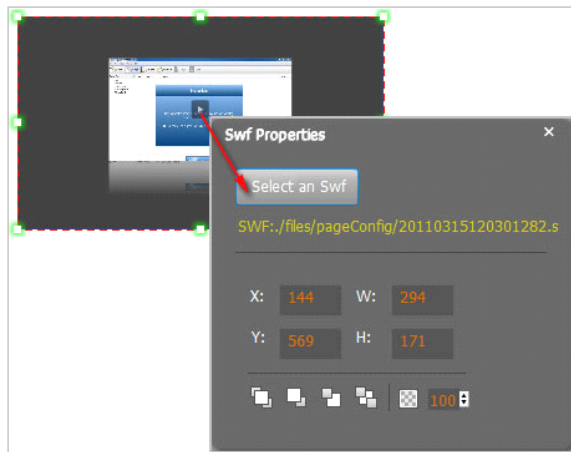 Swf Properties
Select an Swf
SWF:./files/pageConfig/20110315120301282.s
X: 144 W: 294
Y: 569 H: 171
100